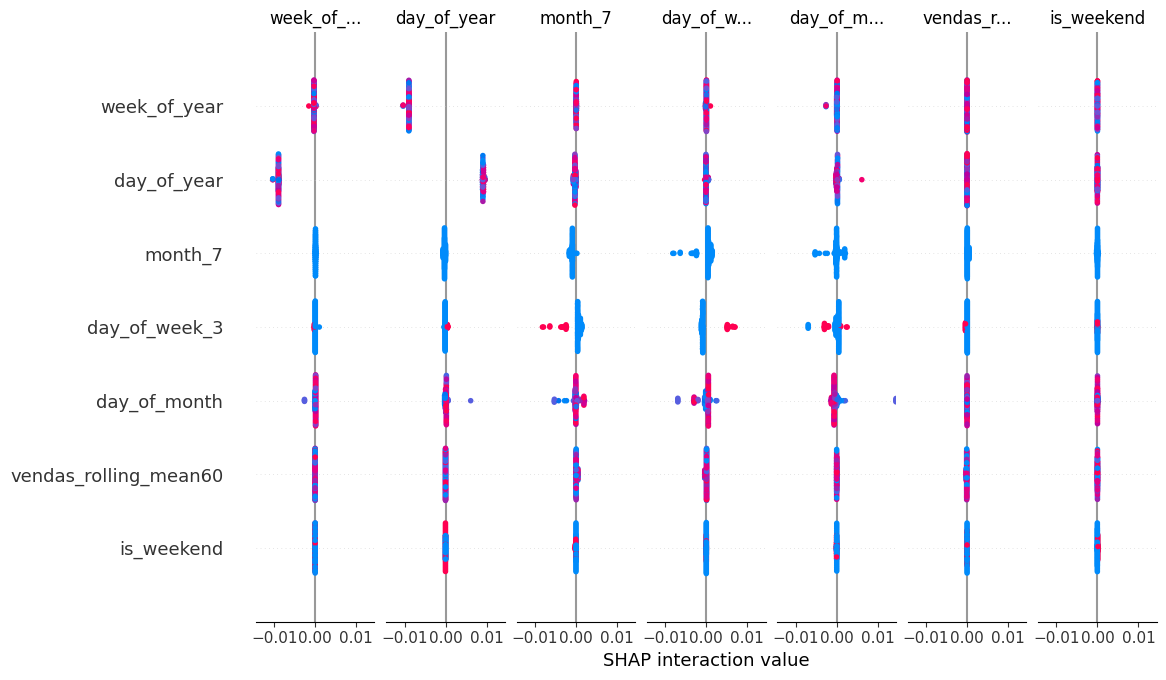 week_of_... day_of_year month_7 day_of_w... day_of_m... vendas_r... is_weekend
week_of_year
day_of_year
month_7
day_of_week_3
day_of_month
vendas_rolling_mean60
is_weekend
−0.01 0.00 0.01 −0.01 0.00 0.01 −0.01 0.00 0.01 −0.01 0.00 0.01 −0.01 0.00 0.01 −0.01 0.00 0.01 −0.01 0.00 0.01
SHAP interaction value